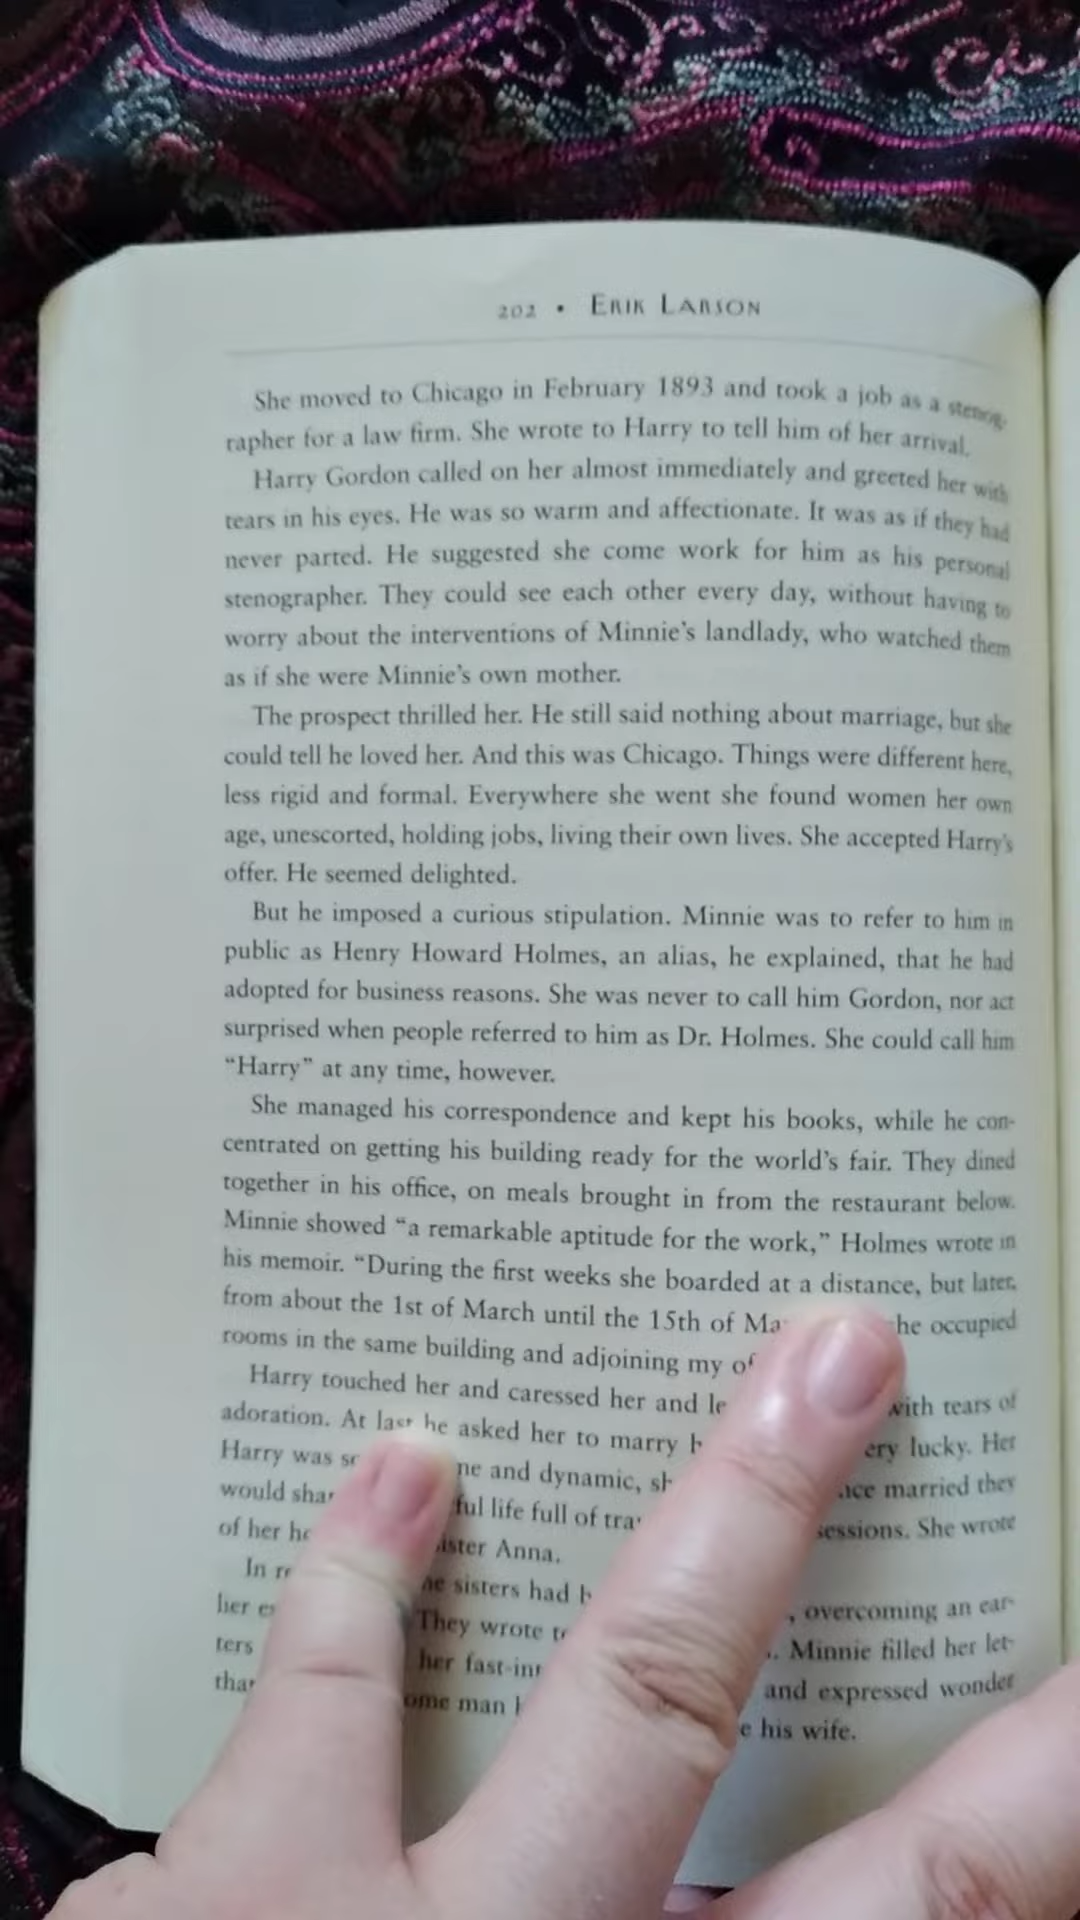 202 • ERIK LARSON
She moved to Chicago in February 1893 and took a job as a stenog-
rapher for a law firm. She wrote to Harry to tell him of her arrival.
Harry Gordon called on her almost immediately and greeted her with
tears in his eyes. He was so warm and affectionate. It was as if they had
never parted. He suggested she come work for him as his personal
stenographer. They could see each other every day, without having to
worry about the interventions of Minnie's landlady, who watched them
as if she were Minnie's own mother.
The prospect thrilled her. He still said nothing about marriage, but she
could tell he loved her. And this was Chicago. Things were different here,
less rigid and formal. Everywhere she went she found women her own
age, unescorted, holding jobs, living their own lives. She accepted Harry's
offer. He seemed delighted.
But he imposed a curious stipulation. Minnie was to refer to him in
public as Henry Howard Holmes, an alias, he explained, that he had
adopted for business reasons. She was never to call him Gordon, nor act
surprised when people referred to him as Dr. Holmes. She could call him
"Harry" at any time, however.
She managed his correspondence and kept his books, while he con-
centrated on getting his building ready for the world's fair. They dined
together in his office, on meals brought in from the restaurant below.
Minnie showed "a remarkable aptitude for the work," Holmes wrote in
his memoir. "During the first weeks she boarded at a distance, but later,
from about the 1st of March until the 15th of he occupied
rooms in the same building and adjoining my
Harry touched her and caressed her and with tears of
adoration. At last he asked her to marry lucky. Her
Harry was and dynamic, married they
would life full of She wrote
of her Anna.
In sisters had overcoming an ear-
her They wrote Minnie filled her let-
ters her and expressed wonder
man his wife.